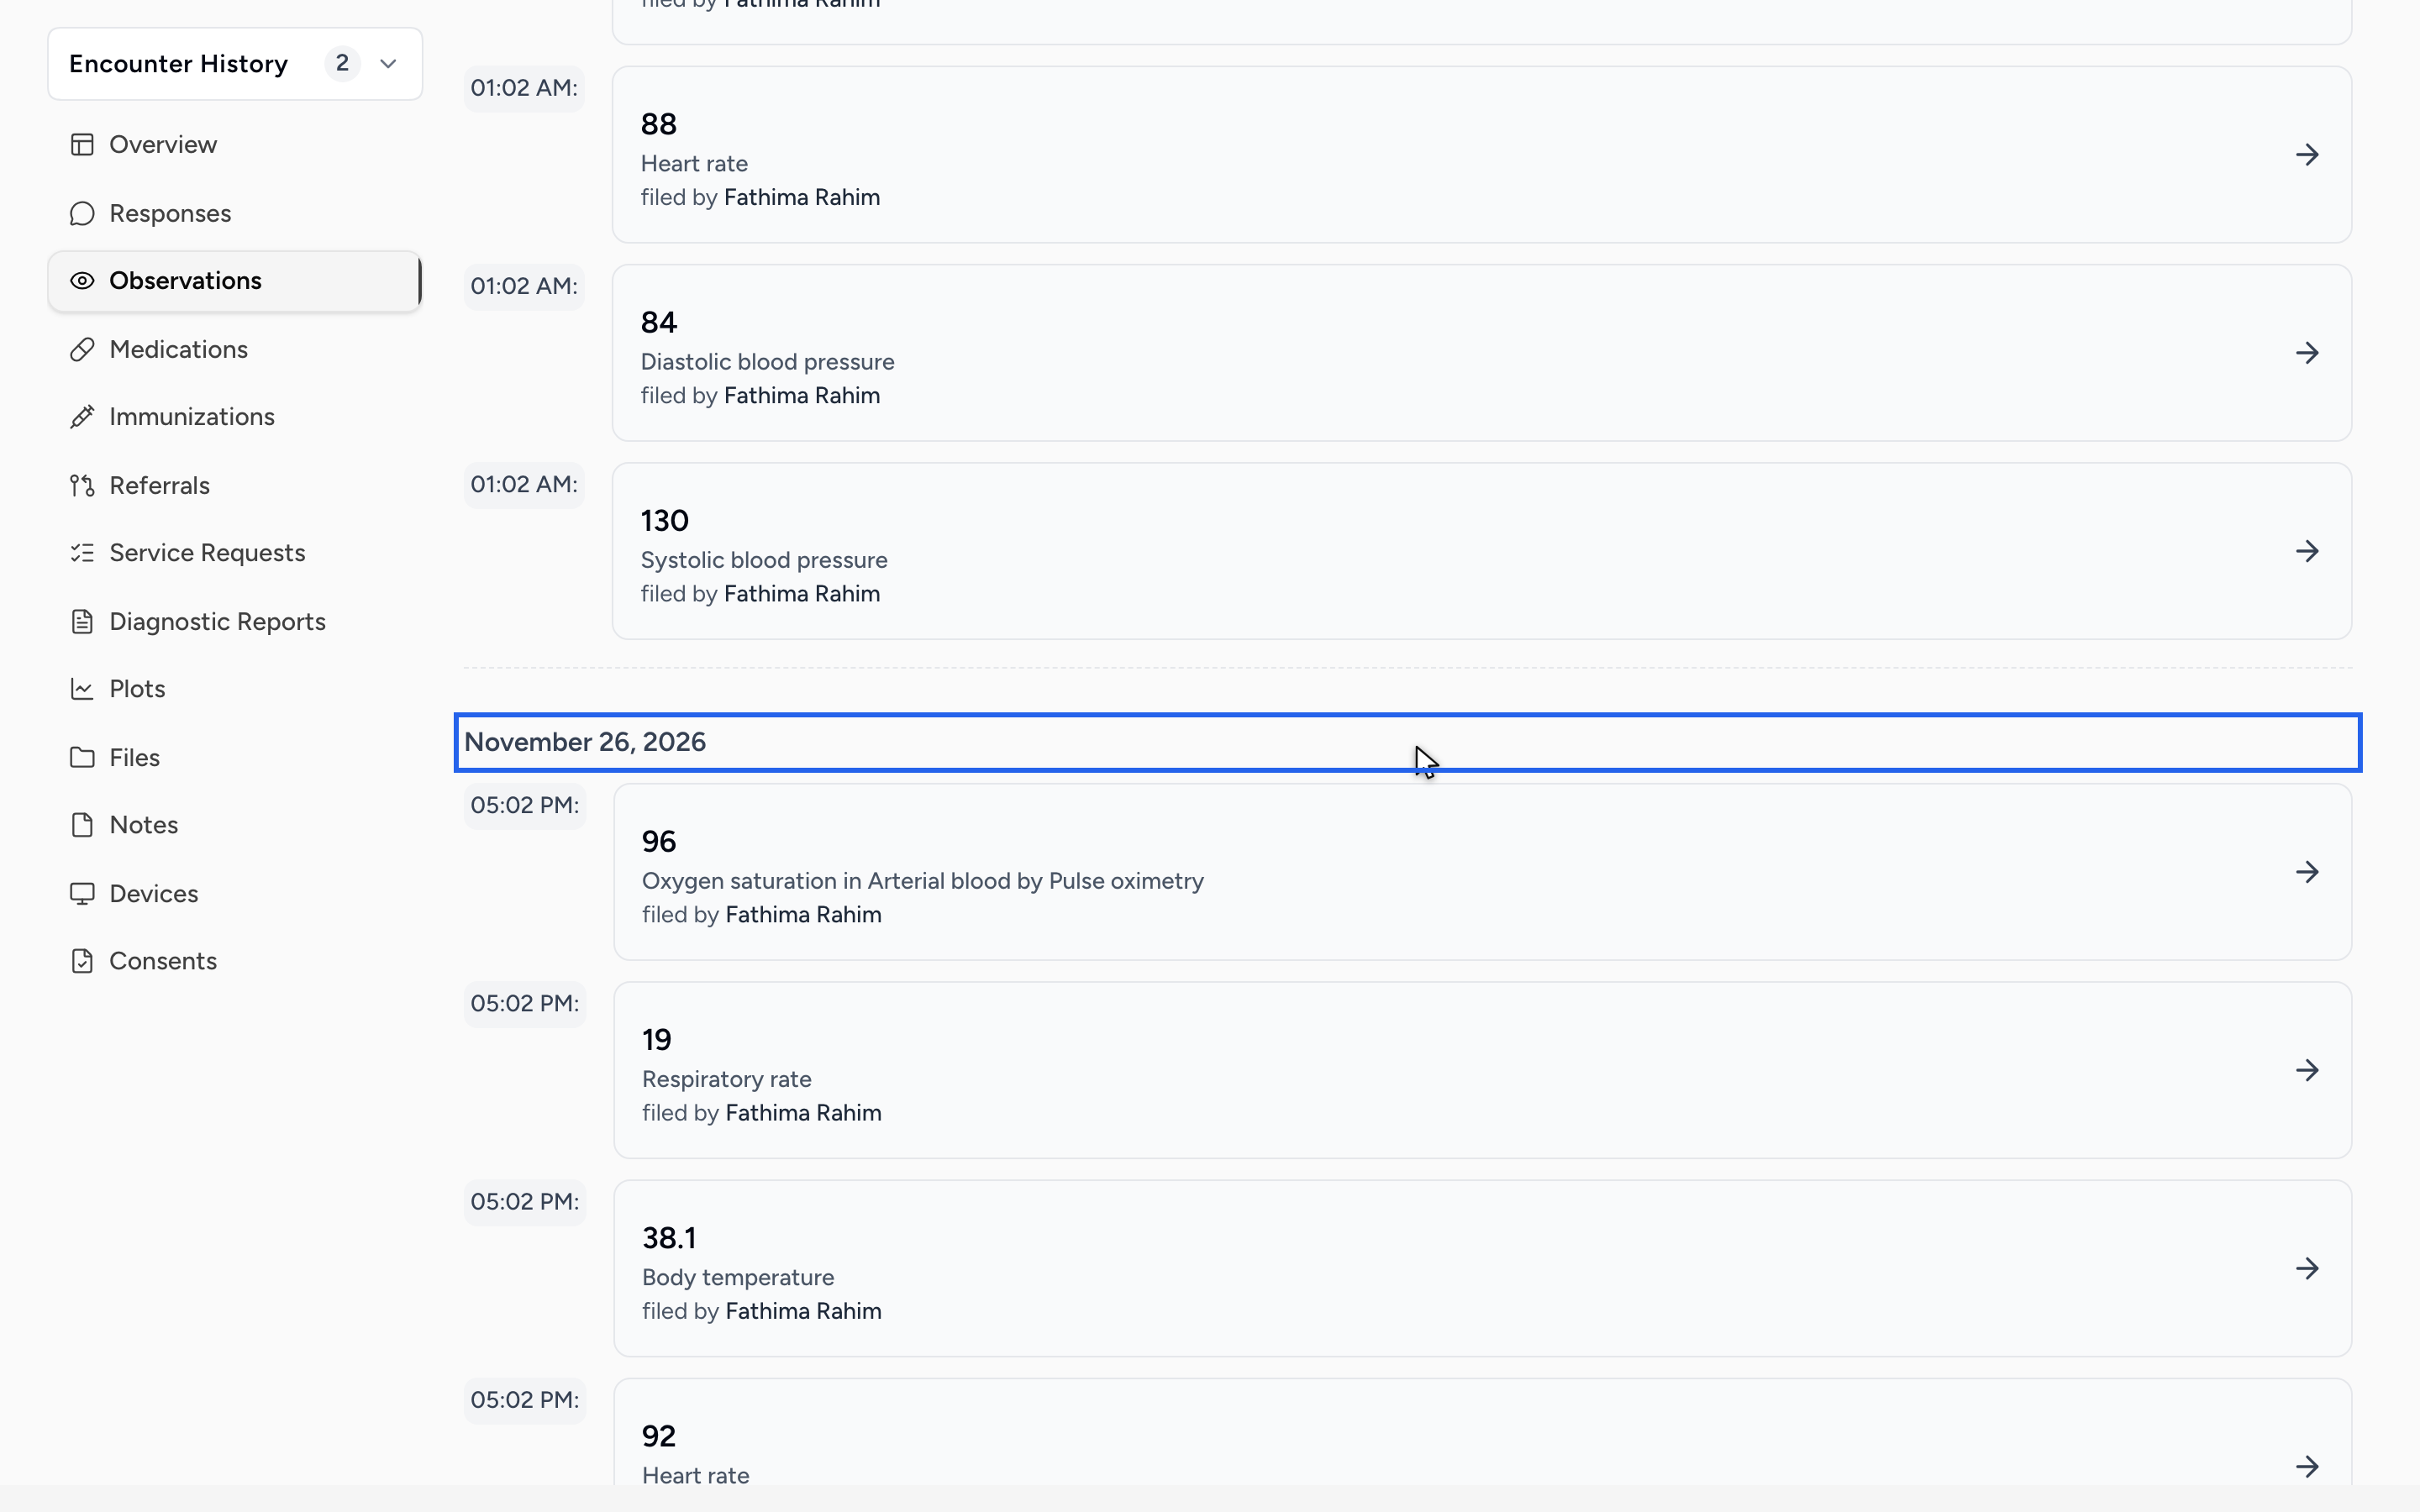 Encounter History 2
Overview
Responses
Observations
Medications
Immunizations
Referrals
Service Requests
Diagnostic Reports
Plots
Files
Notes
Devices
Consents
filed by Fathima Rahim
01:02 AM:
88
Heart rate
filed by Fathima Rahim
01:02 AM:
84
Diastolic blood pressure
filed by Fathima Rahim
01:02 AM:
130
Systolic blood pressure
filed by Fathima Rahim
November 26, 2026
05:02 PM:
96
Oxygen saturation in Arterial blood by Pulse oximetry
filed by Fathima Rahim
05:02 PM:
19
Respiratory rate
filed by Fathima Rahim
05:02 PM:
38.1
Body temperature
filed by Fathima Rahim
05:02 PM:
92
Heart rate